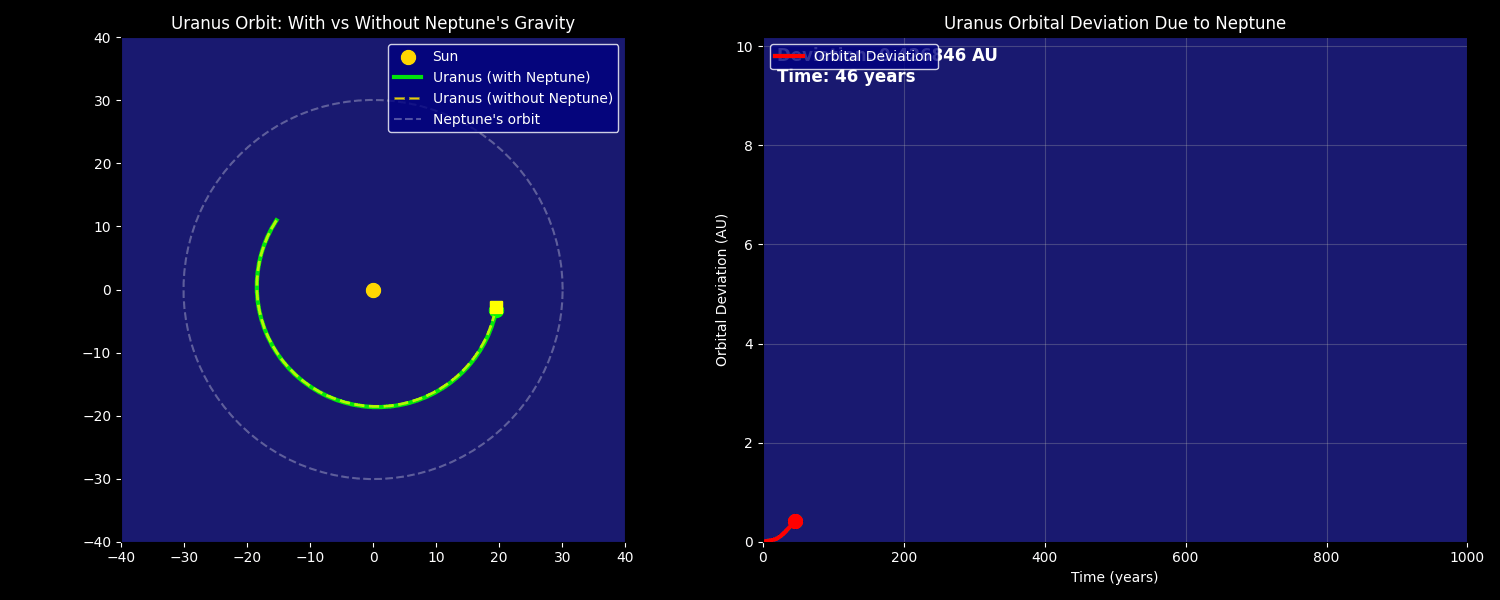 Uranus Orbit: With vs Without Neptune's Gravity
40
30
20
10
0
−10
−20
−30
−40
−40
−30
−20
−10
0
10
20
30
40
Sun
Uranus (with Neptune)
Uranus (without Neptune)
Neptune's orbit
Uranus Orbital Deviation Due to Neptune
Orbital Deviation (AU)
10
8
6
4
2
0
Orbital Deviation
AU
Time: 46 years
0
200
400
600
800
1000
Time (years)